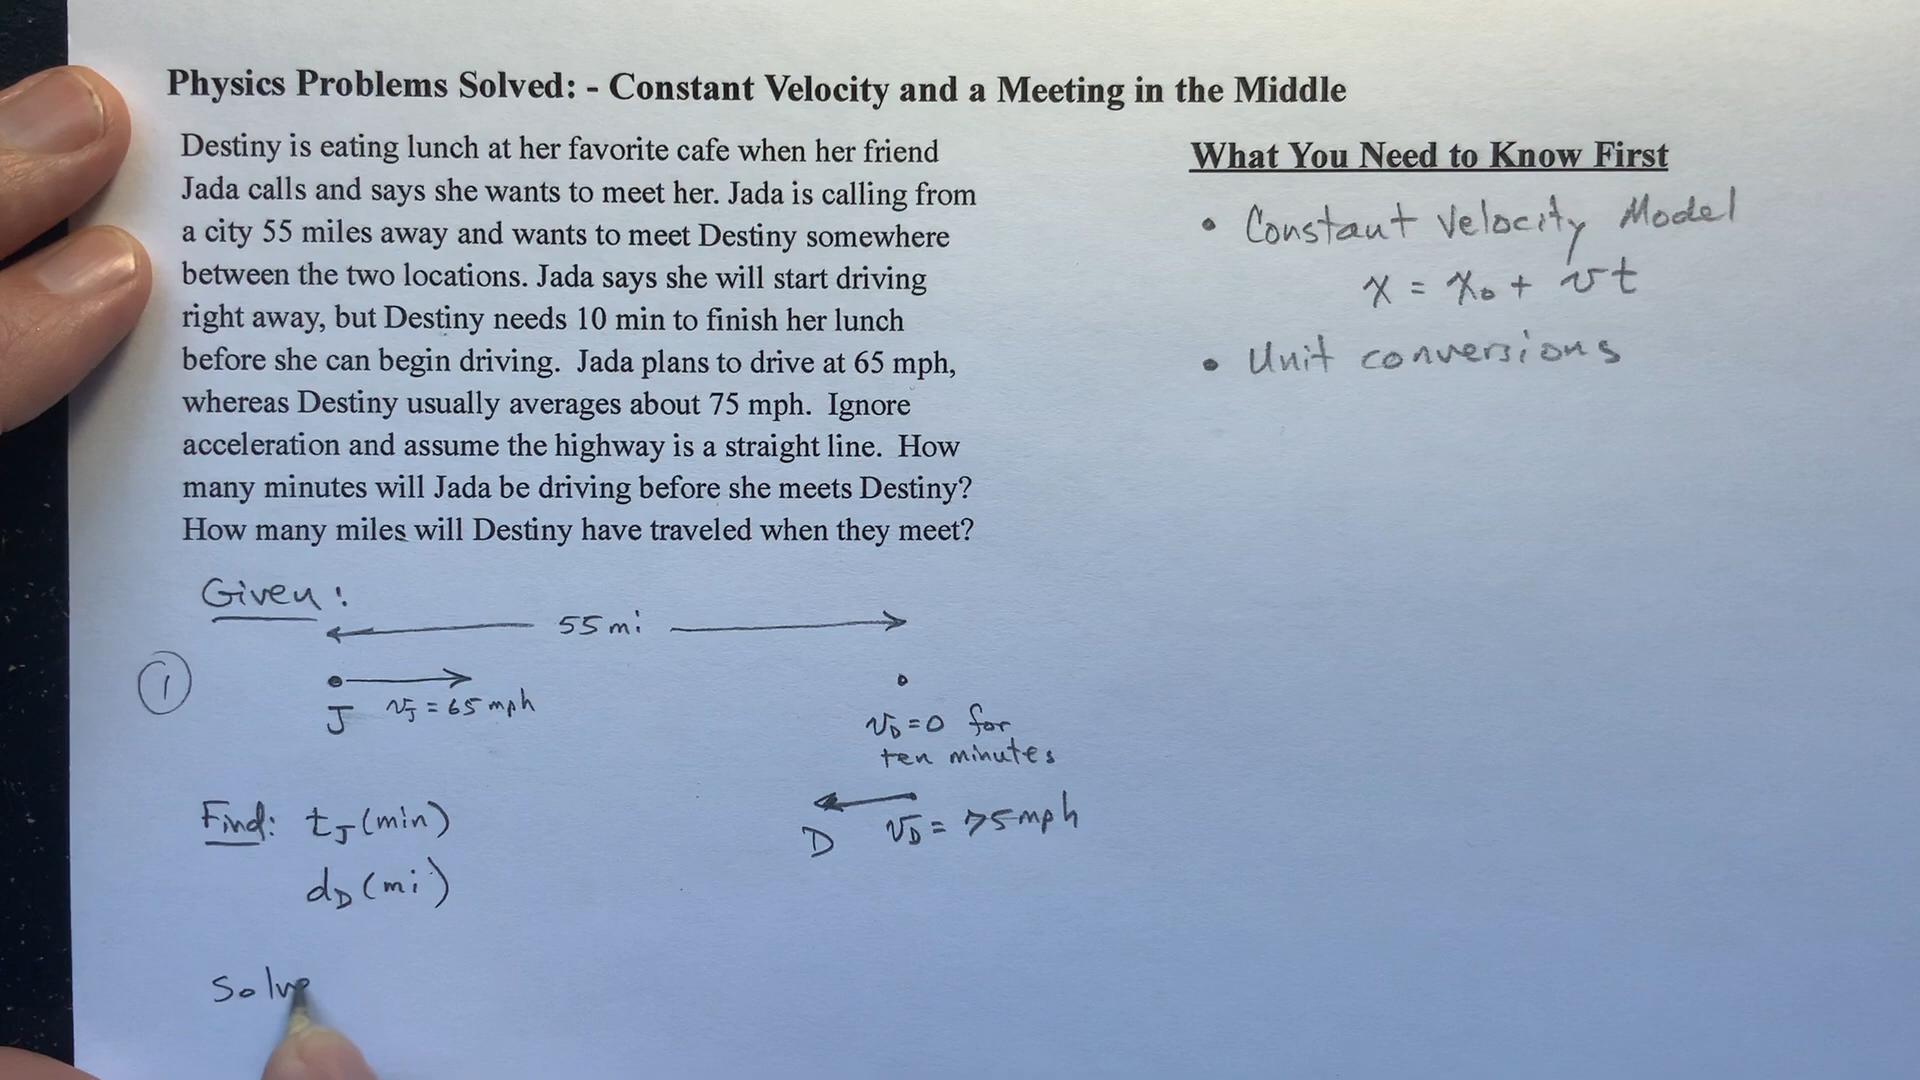 Physics Problems Solved: - Constant Velocity and a Meeting in the Middle
Destiny is eating lunch at her favorite cafe when her friend
Jada calls and says she wants to meet her. Jada is calling from
a city 55 miles away and wants to meet Destiny somewhere
between the two locations. Jada says she will start driving
right away, but Destiny needs 10 min to finish her lunch
before she can begin driving.  Jada plans to drive at 65 mph,
whereas Destiny usually averages about 75 mph.  Ignore
acceleration and assume the highway is a straight line.  How
many minutes will Jada be driving before she meets Destiny?
How many miles will Destiny have traveled when they meet?
What You Need to Know First
• Constant Velocity Model
x = x₀ + vt
• Unit conversions
Given:
55 mi
1
J v_J = 65 mph
v_D = 0 for
ten minutes
D v_D = 75 mph
Find: t_J (min)
d_D (mi)
Solve